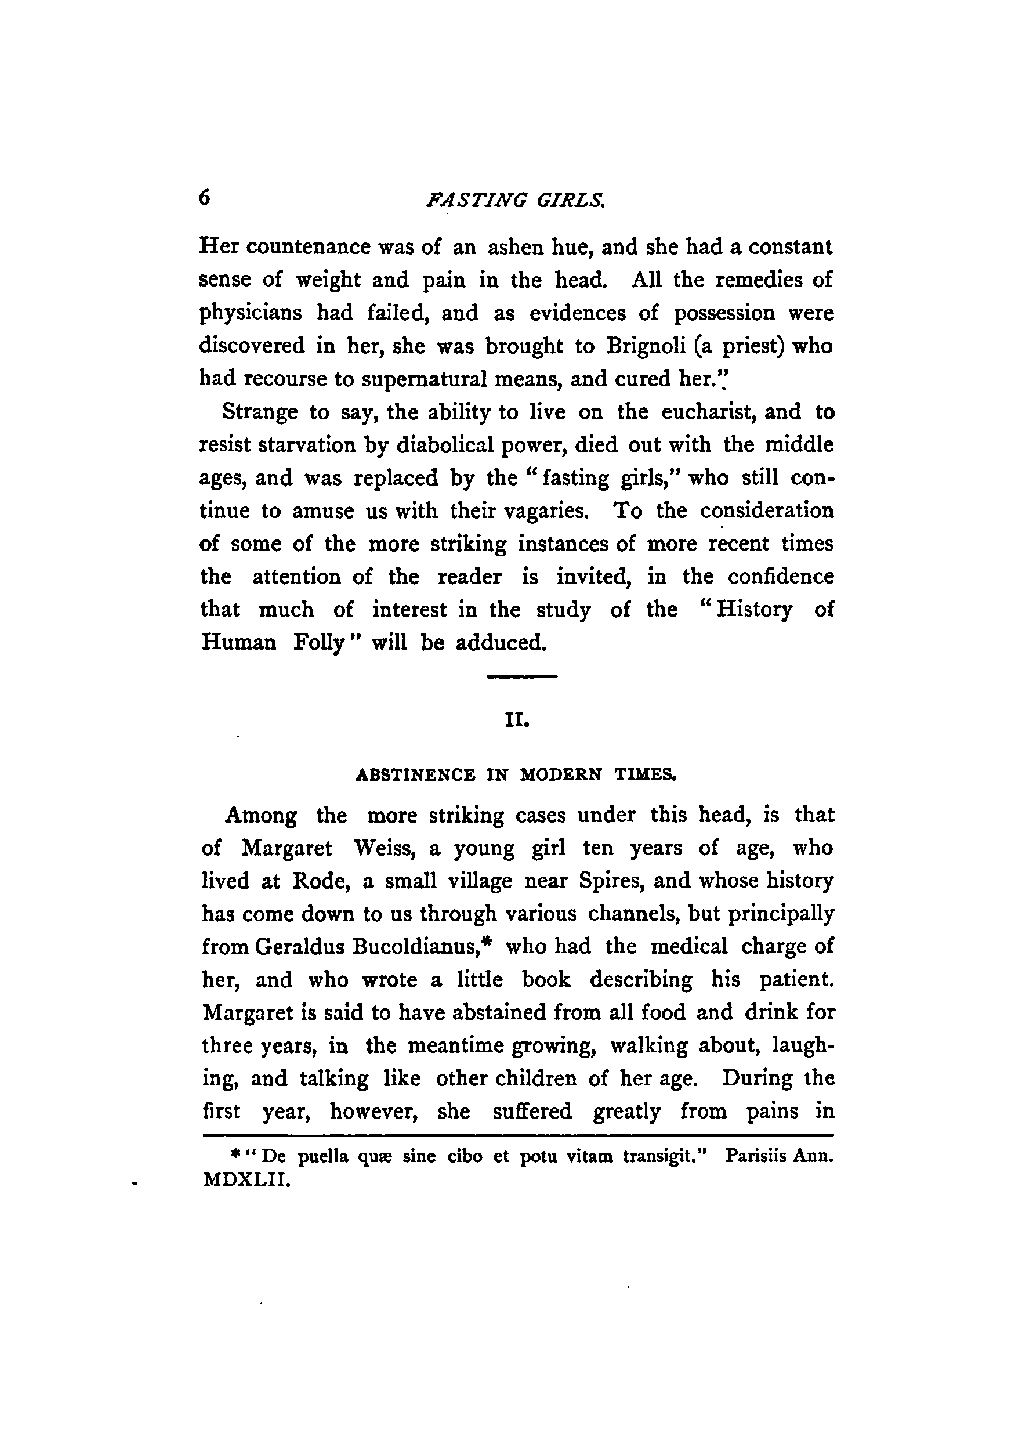 6 FASTING GIRLS.
Her countenance was of an ashen hue, and she had a constant
sense of weight and pain in the head. All the remedies of
physicians had failed, and as evidences of possession were
discovered in her, she was brought to Brignoli (a priest) who
had recourse to supernatural means, and cured her."
Strange to say, the ability to live on the eucharist, and to
resist starvation by diabolical power, died out with the middle
ages, and was replaced by the "fasting girls," who still con-
tinue to amuse us with their vagaries. To the consideration
of some of the more striking instances of more recent times
the attention of the reader is invited, in the confidence
that much of interest in the study of the "History of
Human Folly" will be adduced.
II.
ABSTINENCE IN MODERN TIMES.
Among the more striking cases under this head, is that
of Margaret Weiss, a young girl ten years of age, who
lived at Rode, a small village near Spires, and whose history
has come down to us through various channels, but principally
from Geraldus Bucoldianus,* who had the medical charge of
her, and who wrote a little book describing his patient.
Margaret is said to have abstained from all food and drink for
three years, in the meantime growing, walking about, laugh-
ing, and talking like other children of her age. During the
first year, however, she suffered greatly from pains in
*"De puella quæ sine cibo et potu vitam transigit." Parisiis Ann.
MDXLII.